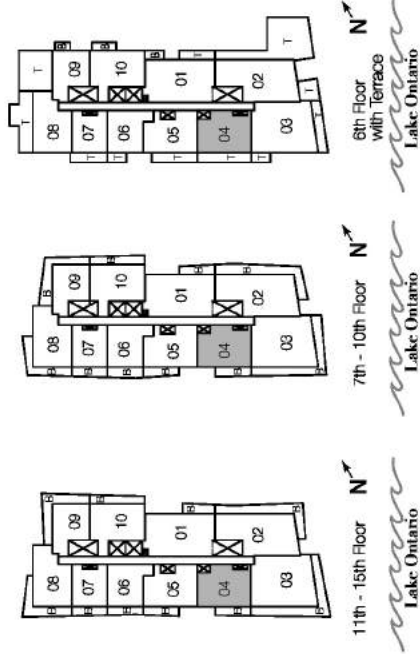 T
T
B
B
T
09
10
01
02
T
08
07
06
05
04
03
T
T
T
N
6th Floor
with Terrace
Lake Ontario
B
B
09
10
01
02
08
07
06
05
04
03
B
B
B
B
B
N
7th - 10th Floor
Lake Ontario
B
B
09
10
01
02
08
07
06
05
04
03
B
B
B
B
B
N
11th - 15th Floor
Lake Ontario